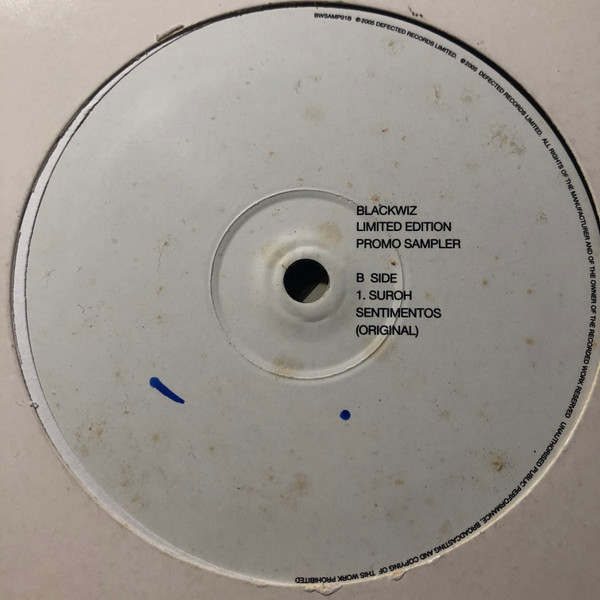 BWSAMP01B ℗2005 DEFECTED RECORDS LIMITED. ©2005 DEFECTED RECORDS LIMITED. ALL RIGHTS OF THE MANUFACTURER AND OF THE OWNER OF THE RECORDED WORK RESERVED UNAUTHORISED PUBLIC PERFORMANCE BROADCASTING AND COPYING OF THIS WORK PROHIBITED
BLACKWIZ
LIMITED EDITION
PROMO SAMPLER
B SIDE
1. SUROH
SENTIMENTOS
(ORIGINAL)